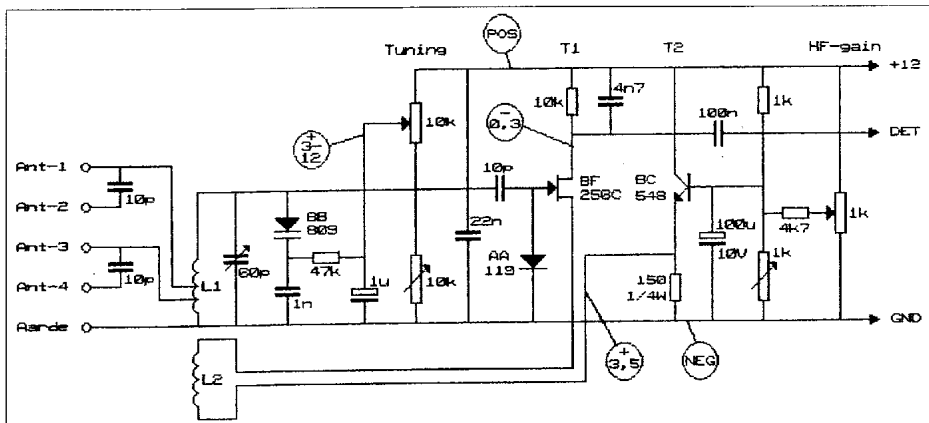 POS
Tuning
T1
T2
HF-gain
+12
10k
4n7
1k
100n
DET
0,3
+
3-
12
10k
Ant-1
10p
Ant-2
10p
BF
256C
BC
548
BB
809
22n
100u
10V
4k7
1k
Ant-3
60p
47k
AA
119
1k
10p
L1
1u
10k
150
1/4W
Ant-4
1n
Aarde
GND
L2
+
3,5
NEG